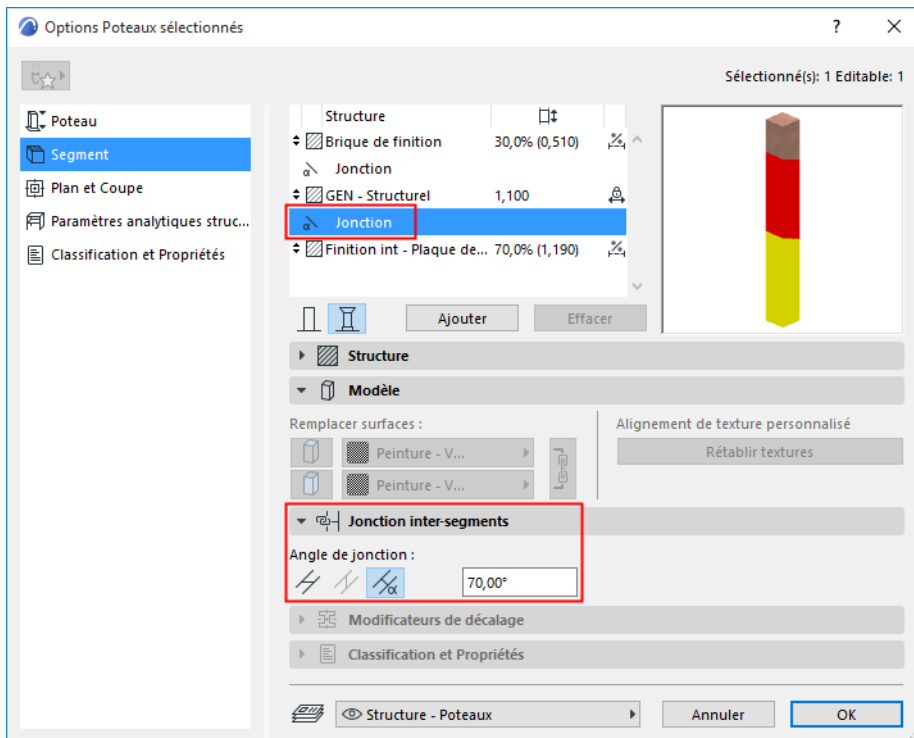 Options Poteaux sélectionnés
?
Sélectionné(s): 1 Editable: 1
Poteau
Segment
Plan et Coupe
Paramètres analytiques struc...
Classification et Propriétés
Structure
Brique de finition 30,0% (0,510)
α Jonction
GEN - Structurel 1,100
α Jonction
Finition int - Plaque de... 70,0% (1,190)
Ajouter Effacer
Structure
Modèle
Remplacer surfaces :
Alignement de texture personnalisé
Peinture - V...
Rétablir textures
Peinture - V...
Jonction inter-segments
Angle de jonction :
α 70,00°
Modificateurs de décalage
Classification et Propriétés
Structure - Poteaux Annuler OK